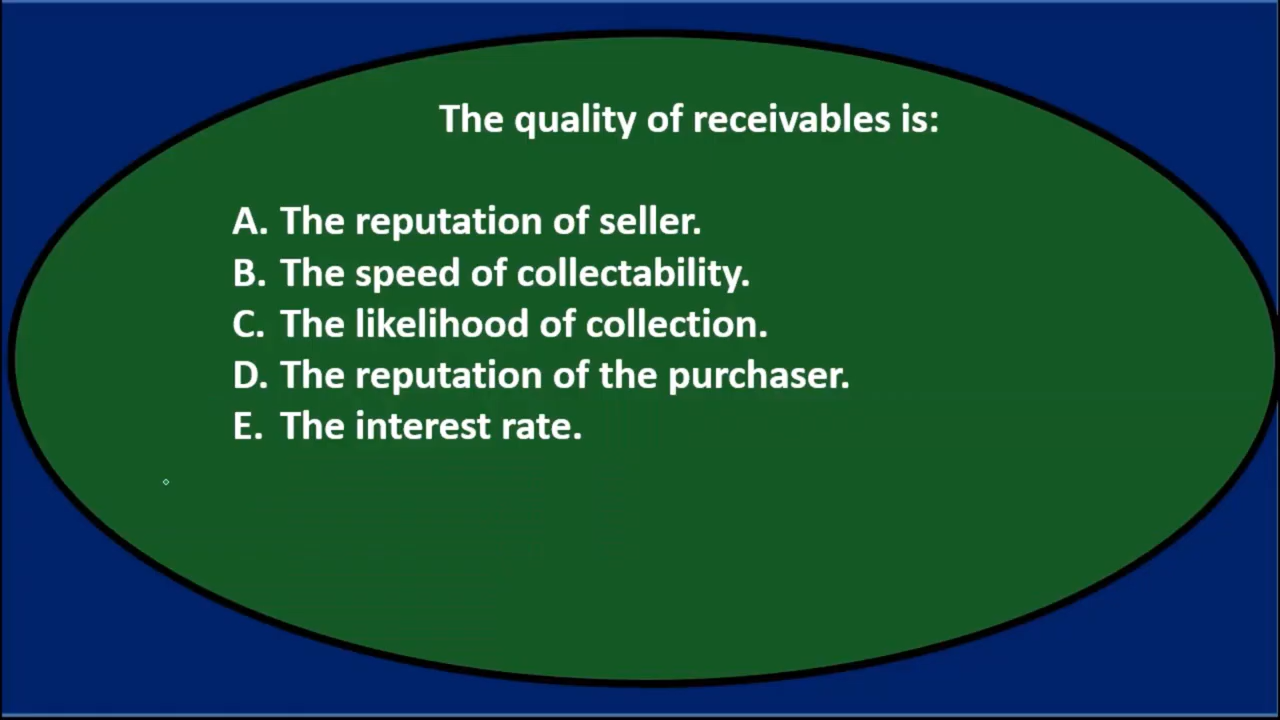 The quality of receivables is:
A. The reputation of seller.
B. The speed of collectability.
C. The likelihood of collection.
D. The reputation of the purchaser.
E. The interest rate.